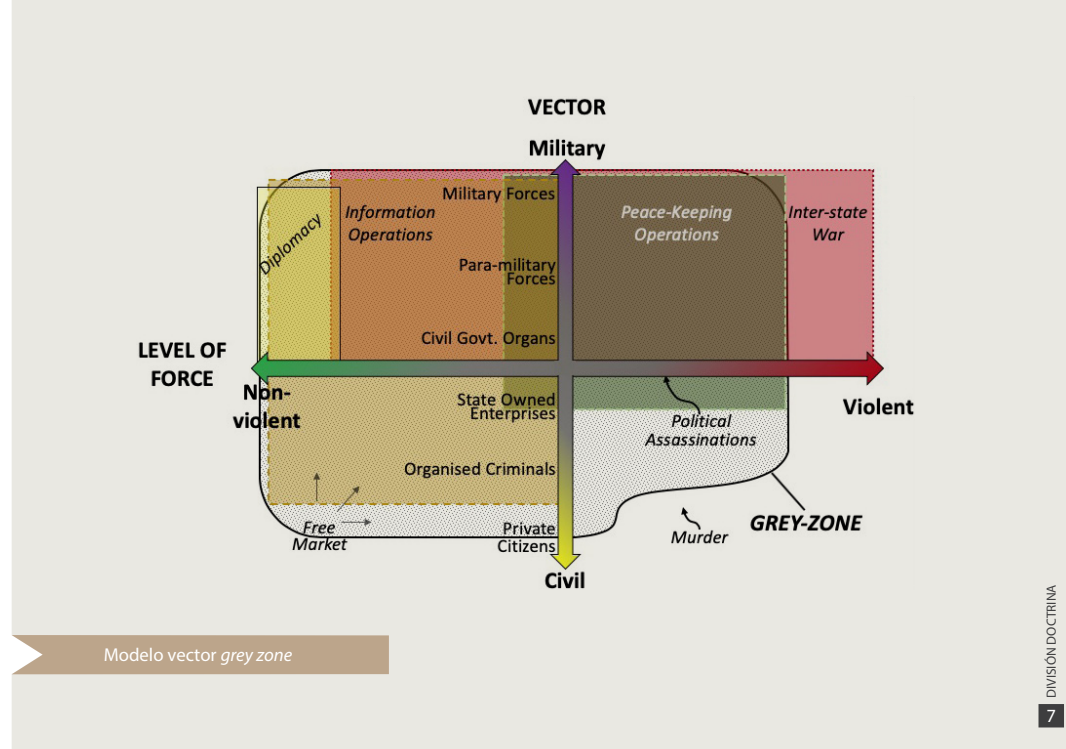 VECTOR
Military
Military Forces
Information
Operations
Diplomacy
Peace-Keeping
Operations
Inter-state
War
Para-military
Forces
Civil Govt. Organs
LEVEL OF
FORCE
Non-
violent
Violent
State Owned
Enterprises
Political
Assassinations
Organised Criminals
Free
Market
Private
Citizens
Murder
GREY-ZONE
Civil
Modelo vector grey zone
DIVISIÓN DOCTRINA
7